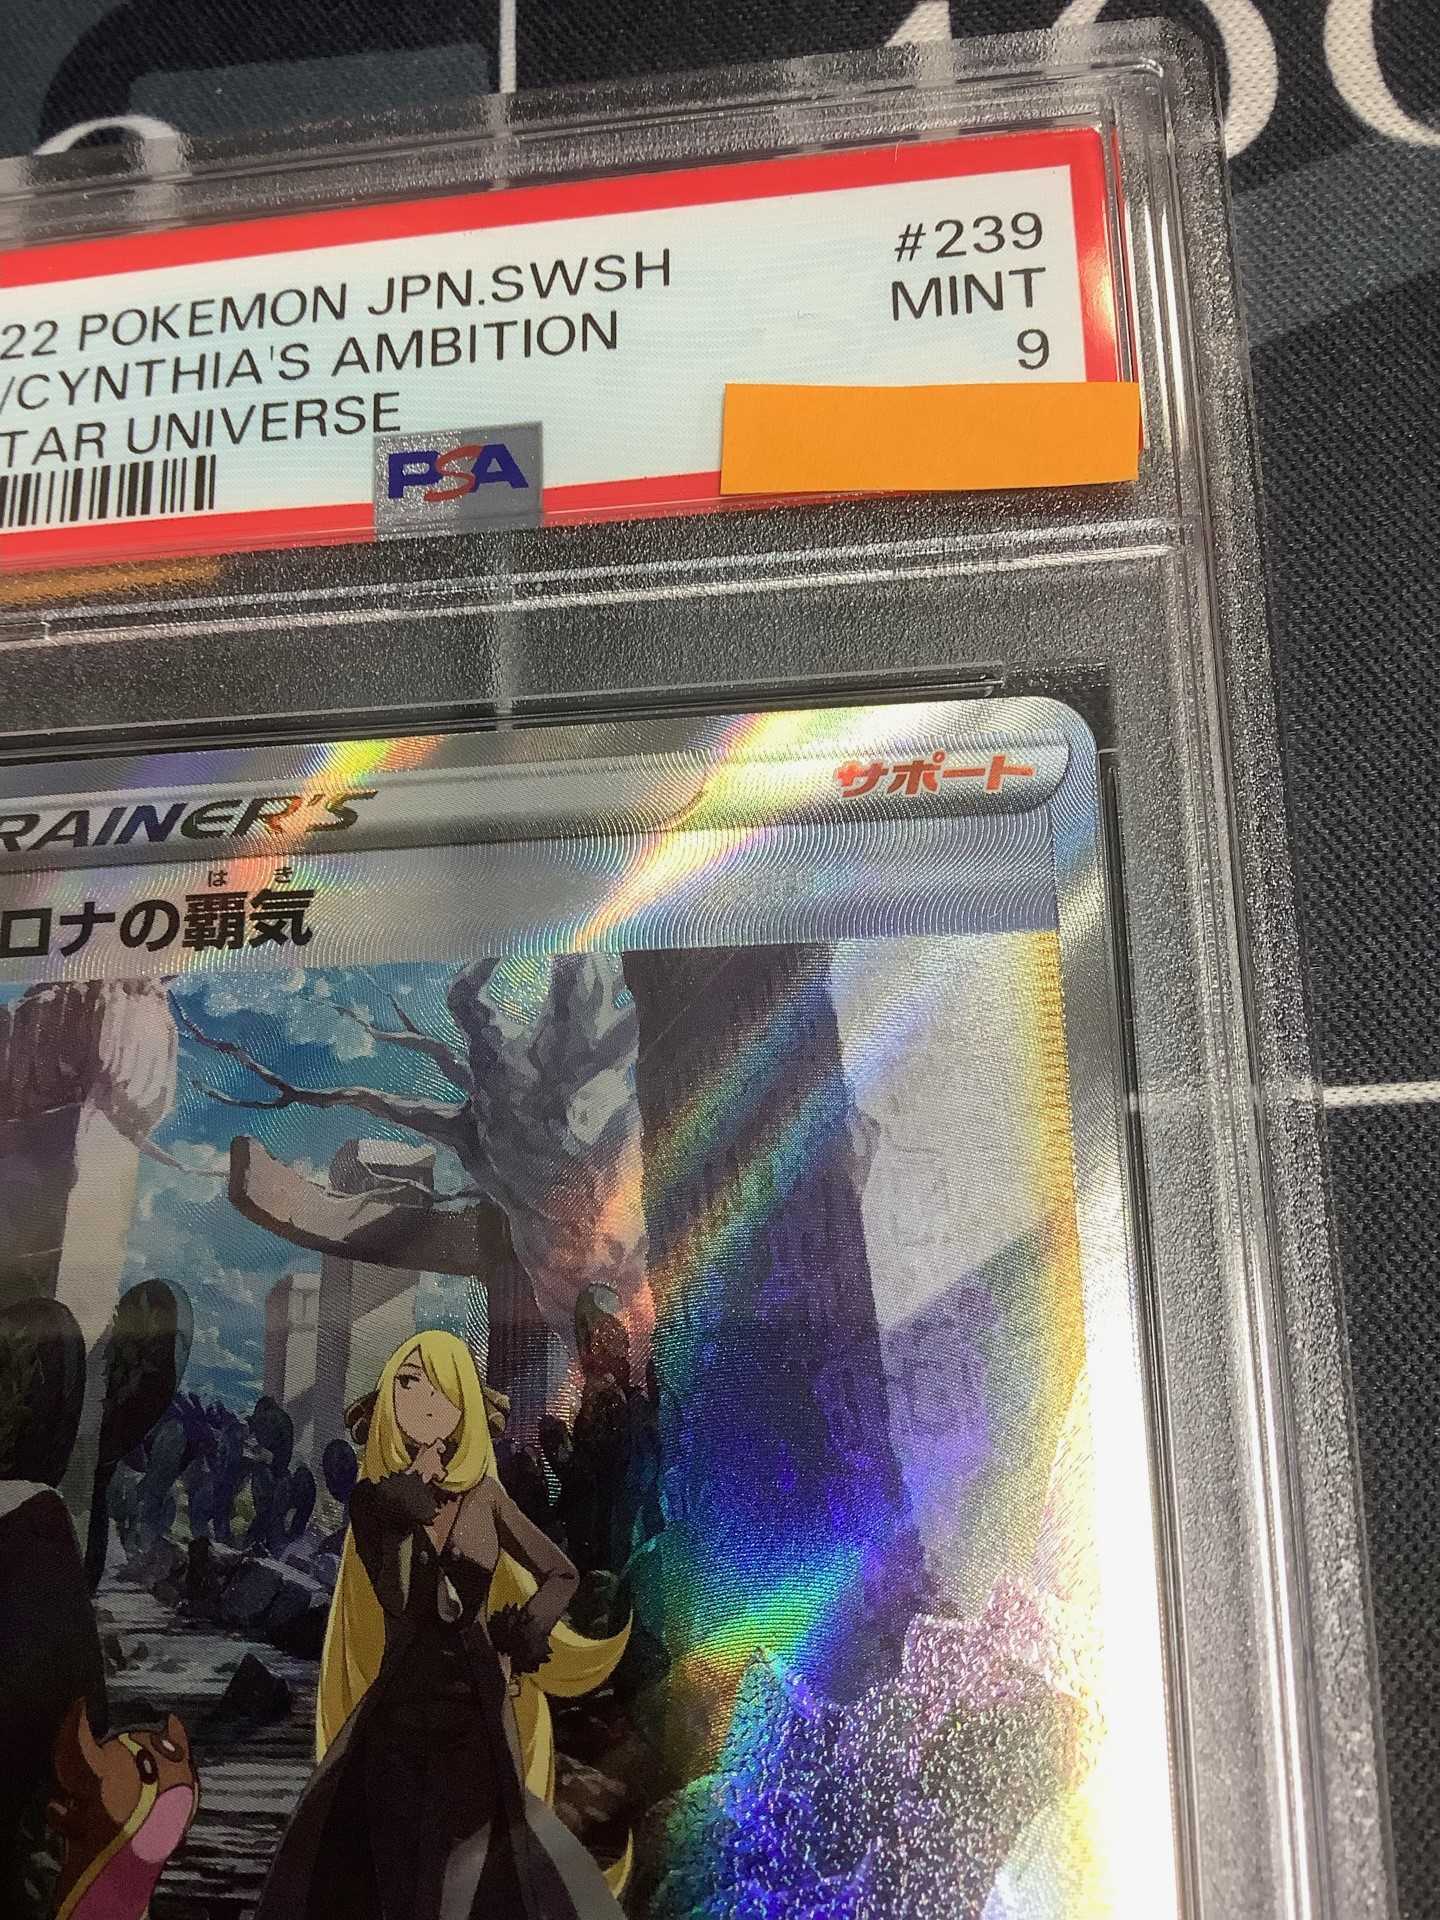 22 POKEMON JPN.SWSH #239
/CYNTHIA'S AMBITION MINT
TAR UNIVERSE 9
PSA
RAINER'S サポート
はき
ロナの覇気